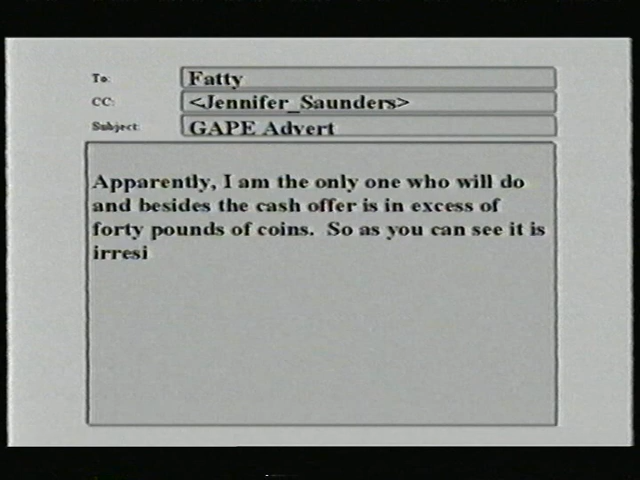 To:
Fatty
CC:
<Jennifer_Saunders>
Subject:
GAPE Advert
Apparently, I am the only one who will do
and besides the cash offer is in excess of
forty pounds of coins.  So as you can see it is
irresi